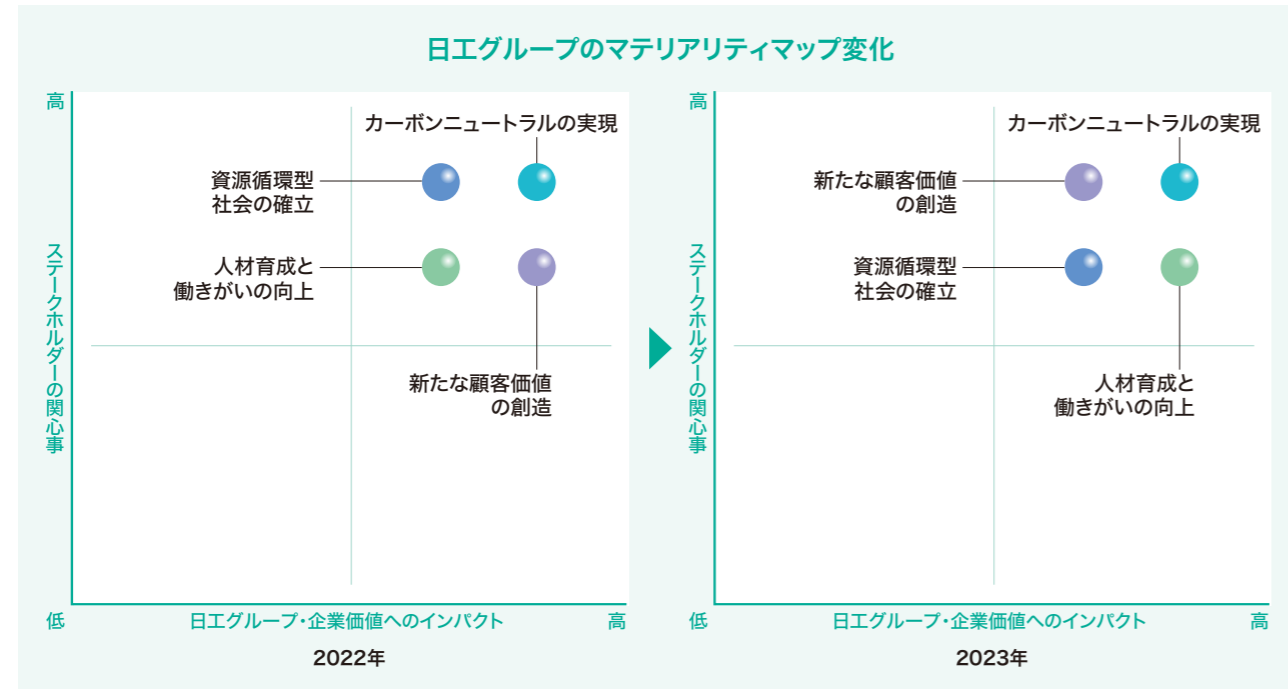 日工グループのマテリアリティマップ変化
高
ステークホルダーの関心事
カーボンニュートラルの実現
資源循環型
社会の確立
人材育成と
働きがいの向上
新たな顧客価値
の創造
低
日工グループ・企業価値へのインパクト
高
2022年
高
ステークホルダーの関心事
カーボンニュートラルの実現
新たな顧客価値
の創造
資源循環型
社会の確立
人材育成と
働きがいの向上
低
日工グループ・企業価値へのインパクト
高
2023年